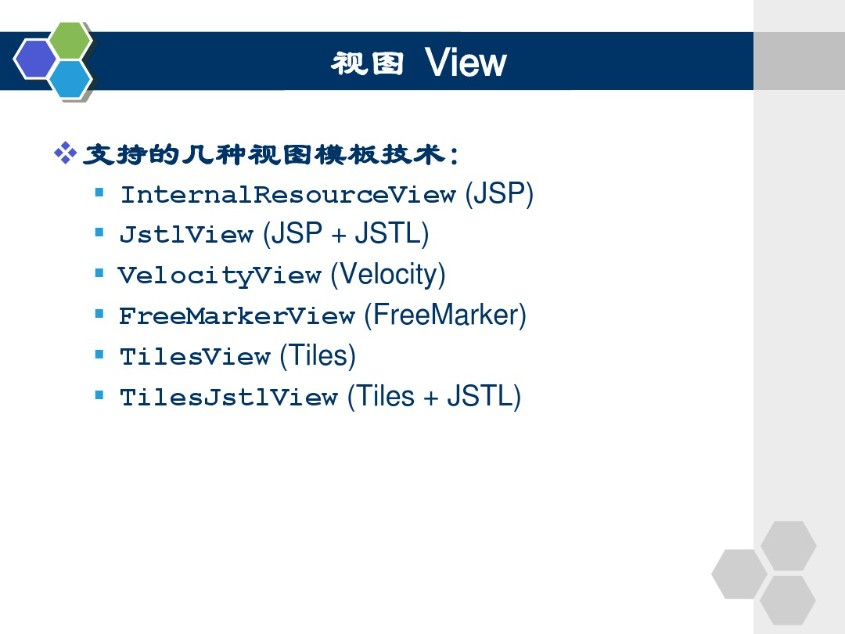 视图 View
支持的几种视图模板技术：
InternalResourceView (JSP)
JstlView (JSP + JSTL)
VelocityView (Velocity)
FreeMarkerView (FreeMarker)
TilesView (Tiles)
TilesJstlView (Tiles + JSTL)